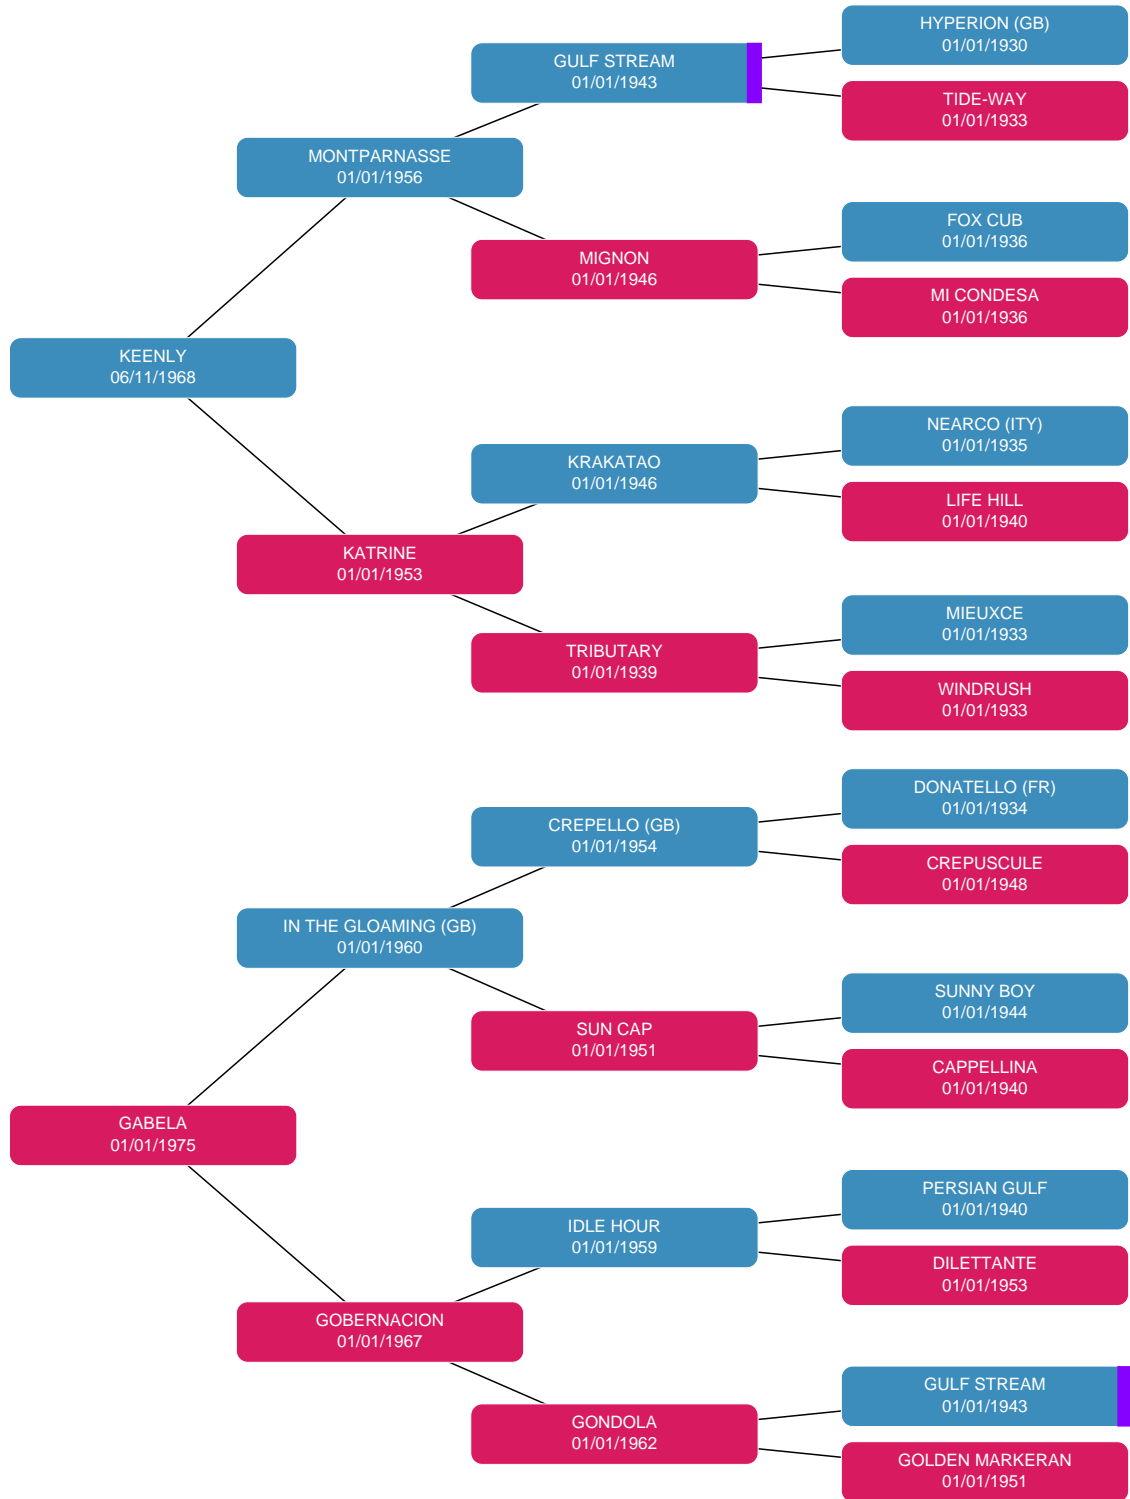 HYPERION (GB)
01/01/1930
GULF STREAM
01/01/1943
TIDE-WAY
01/01/1933
MONTPARNASSE
01/01/1956
FOX CUB
01/01/1936
MIGNON
01/01/1946
MI CONDESA
01/01/1936
KEENLY
06/11/1968
NEARCO (ITY)
01/01/1935
KRAKATAO
01/01/1946
LIFE HILL
01/01/1940
KATRINE
01/01/1953
MIEUXCE
01/01/1933
TRIBUTARY
01/01/1939
WINDRUSH
01/01/1933
DONATELLO (FR)
01/01/1934
CREPELLO (GB)
01/01/1954
CREPUSCULE
01/01/1948
IN THE GLOAMING (GB)
01/01/1960
SUNNY BOY
01/01/1944
SUN CAP
01/01/1951
CAPPELLINA
01/01/1940
GABELA
01/01/1975
PERSIAN GULF
01/01/1940
IDLE HOUR
01/01/1959
DILETTANTE
01/01/1953
GOBERNACION
01/01/1967
GULF STREAM
01/01/1943
GONDOLA
01/01/1962
GOLDEN MARKERAN
01/01/1951